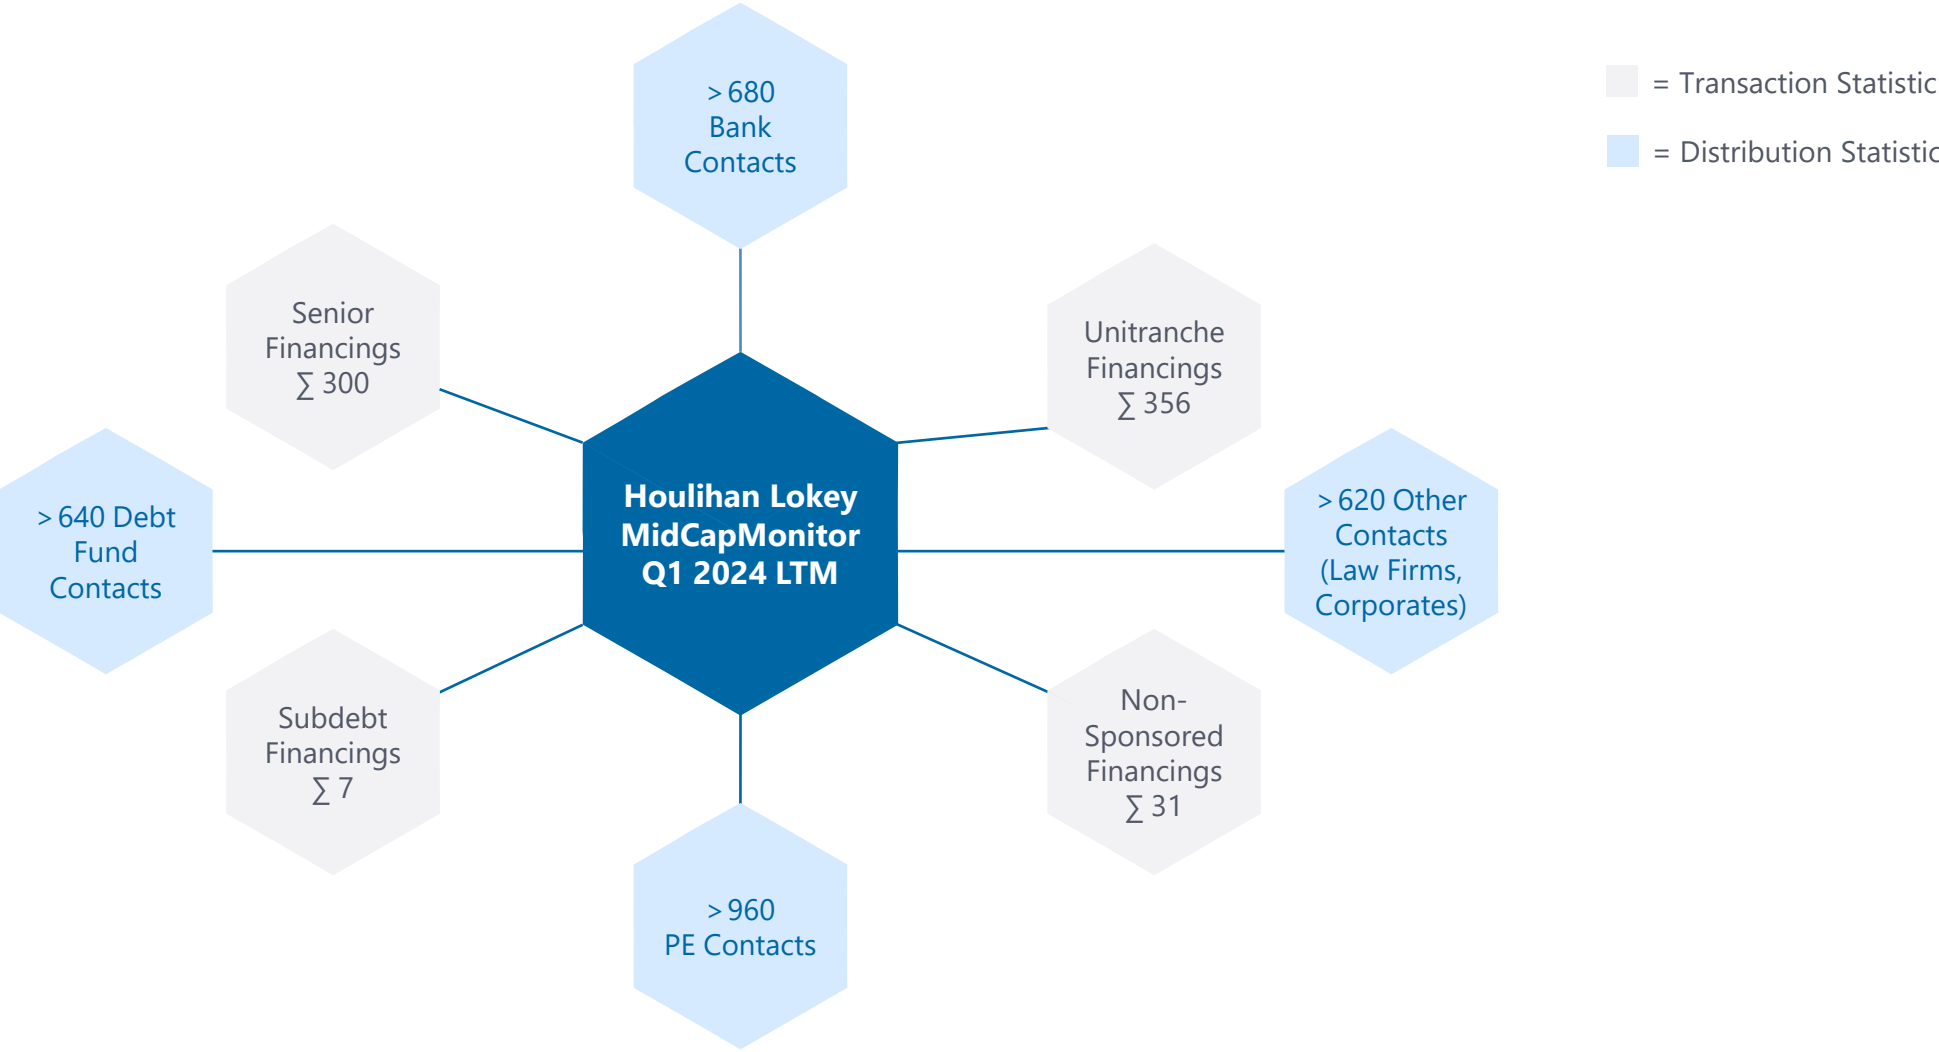 > 680
Bank
Contacts
= Transaction Statistic
= Distribution Statistic
Senior
Financings
∑ 300
Unitranche
Financings
∑ 356
Houlihan Lokey
MidCapMonitor
Q1 2024 LTM
> 640 Debt
Fund
Contacts
> 620 Other
Contacts
(Law Firms,
Corporates)
Subdebt
Financings
∑ 7
Non-
Sponsored
Financings
∑ 31
> 960
PE Contacts